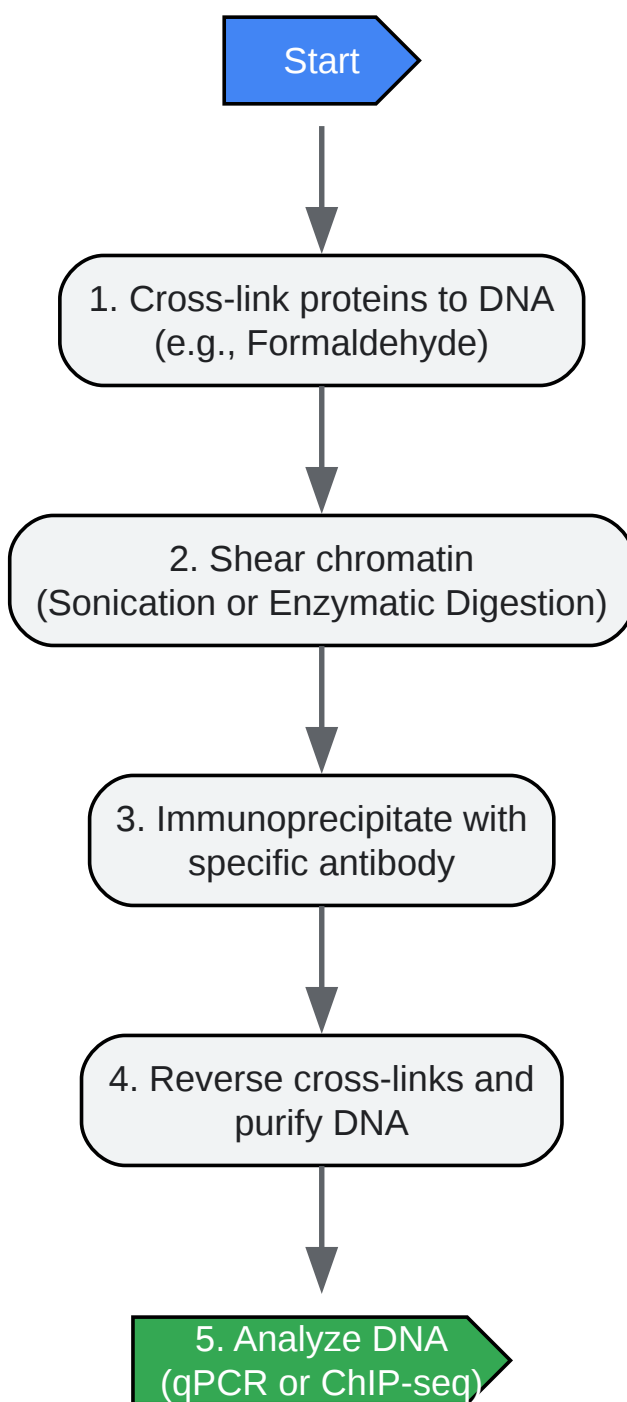 Start
1. Cross-link proteins to DNA
(e.g., Formaldehyde)
2. Shear chromatin
(Sonication or Enzymatic Digestion)
3. Immunoprecipitate with
specific antibody
4. Reverse cross-links and
purify DNA
5. Analyze DNA
(qPCR or ChIP-seq)